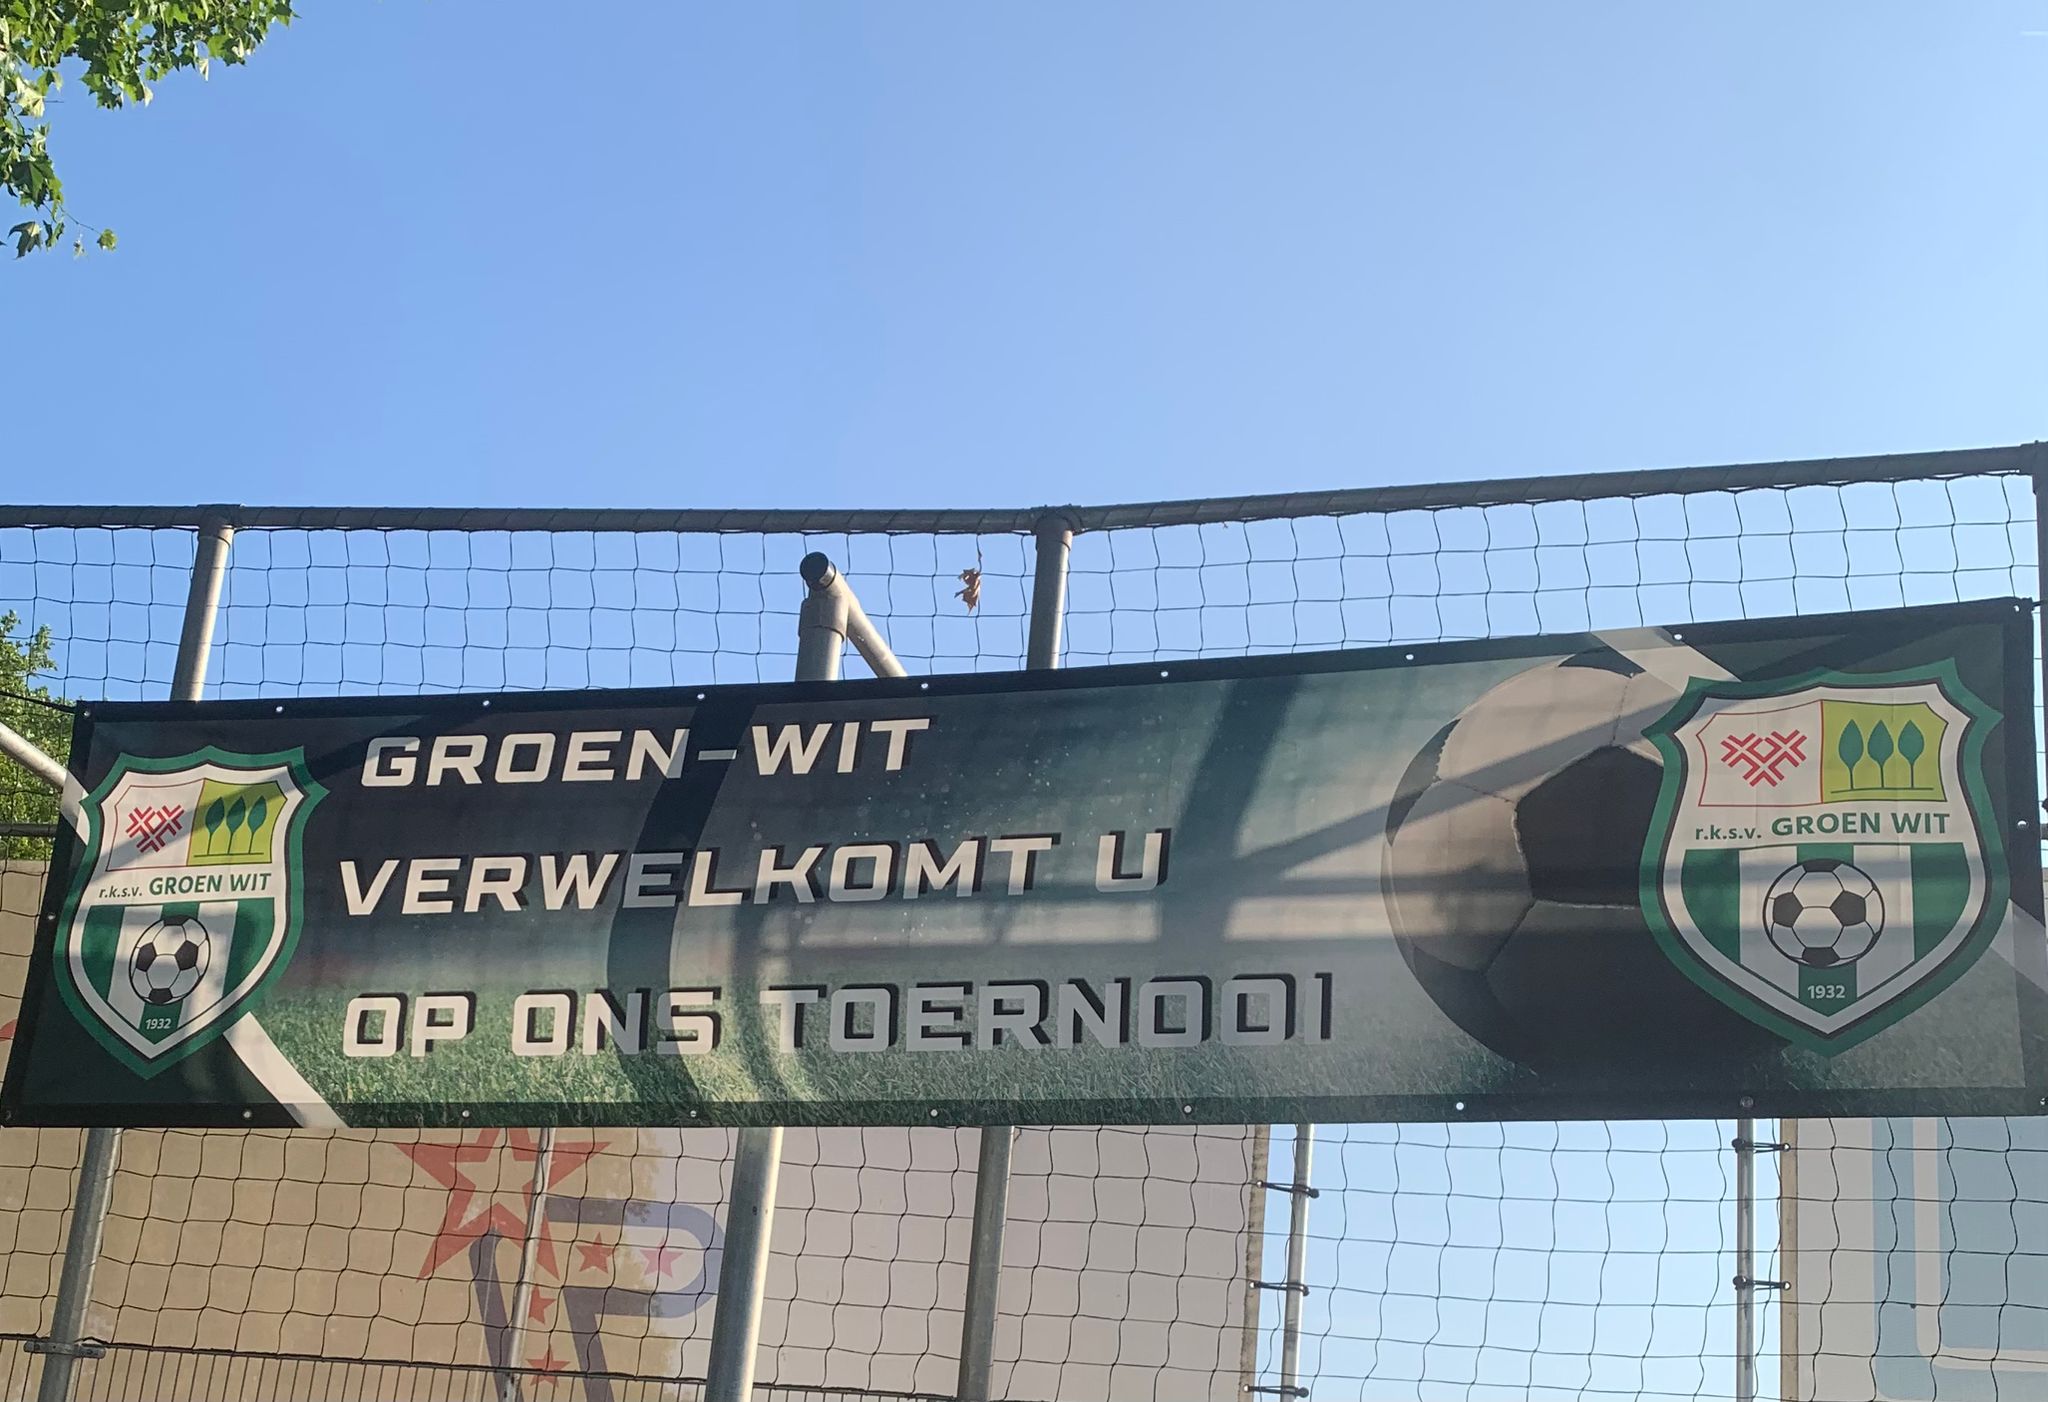 GROEN-WIT
VERWELKOMT U
OP ONS TOERNOOI
r.k.s.v. GROEN WIT
1932
r.k.s.v. GROEN WIT
1932